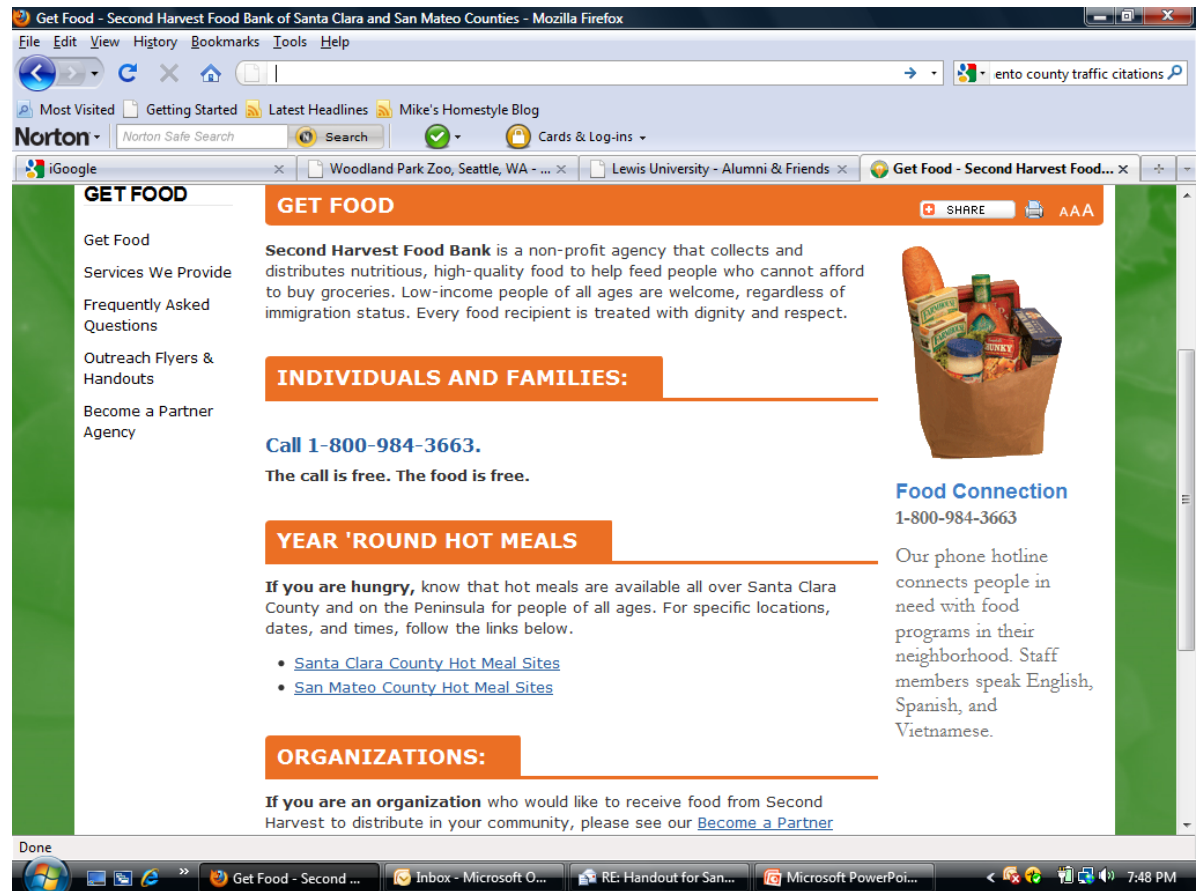 Get Food - Second Harvest Food Bank of Santa Clara and San Mateo Counties - Mozilla Firefox
File Edit View History Bookmarks Tools Help
ento county traffic citations
Most Visited Getting Started Latest Headlines Mike's Homestyle Blog
Norton Norton Safe Search Search Cards & Log-ins
iGoogle Woodland Park Zoo, Seattle, WA - ... Lewis University - Alumni & Friends Get Food - Second Harvest Food...
GET FOOD
Get Food
Services We Provide
Frequently Asked
Questions
Outreach Flyers &
Handouts
Become a Partner
Agency
GET FOOD
SHARE AAA
Second Harvest Food Bank is a non-profit agency that collects and
distributes nutritious, high-quality food to help feed people who cannot afford
to buy groceries. Low-income people of all ages are welcome, regardless of
immigration status. Every food recipient is treated with dignity and respect.
INDIVIDUALS AND FAMILIES:
Call 1-800-984-3663.
The call is free. The food is free.
YEAR 'ROUND HOT MEALS
If you are hungry, know that hot meals are available all over Santa Clara
County and on the Peninsula for people of all ages. For specific locations,
dates, and times, follow the links below.
• Santa Clara County Hot Meal Sites
• San Mateo County Hot Meal Sites
ORGANIZATIONS:
If you are an organization who would like to receive food from Second
Harvest to distribute in your community, please see our Become a Partner
FARMHOUSE
FARMHOUSE
CHUNKY
Food Connection
1-800-984-3663
Our phone hotline
connects people in
need with food
programs in their
neighborhood. Staff
members speak English,
Spanish, and
Vietnamese.
Done
Get Food - Second ... Inbox - Microsoft O... RE: Handout for San... Microsoft PowerPoi... 7:48 PM